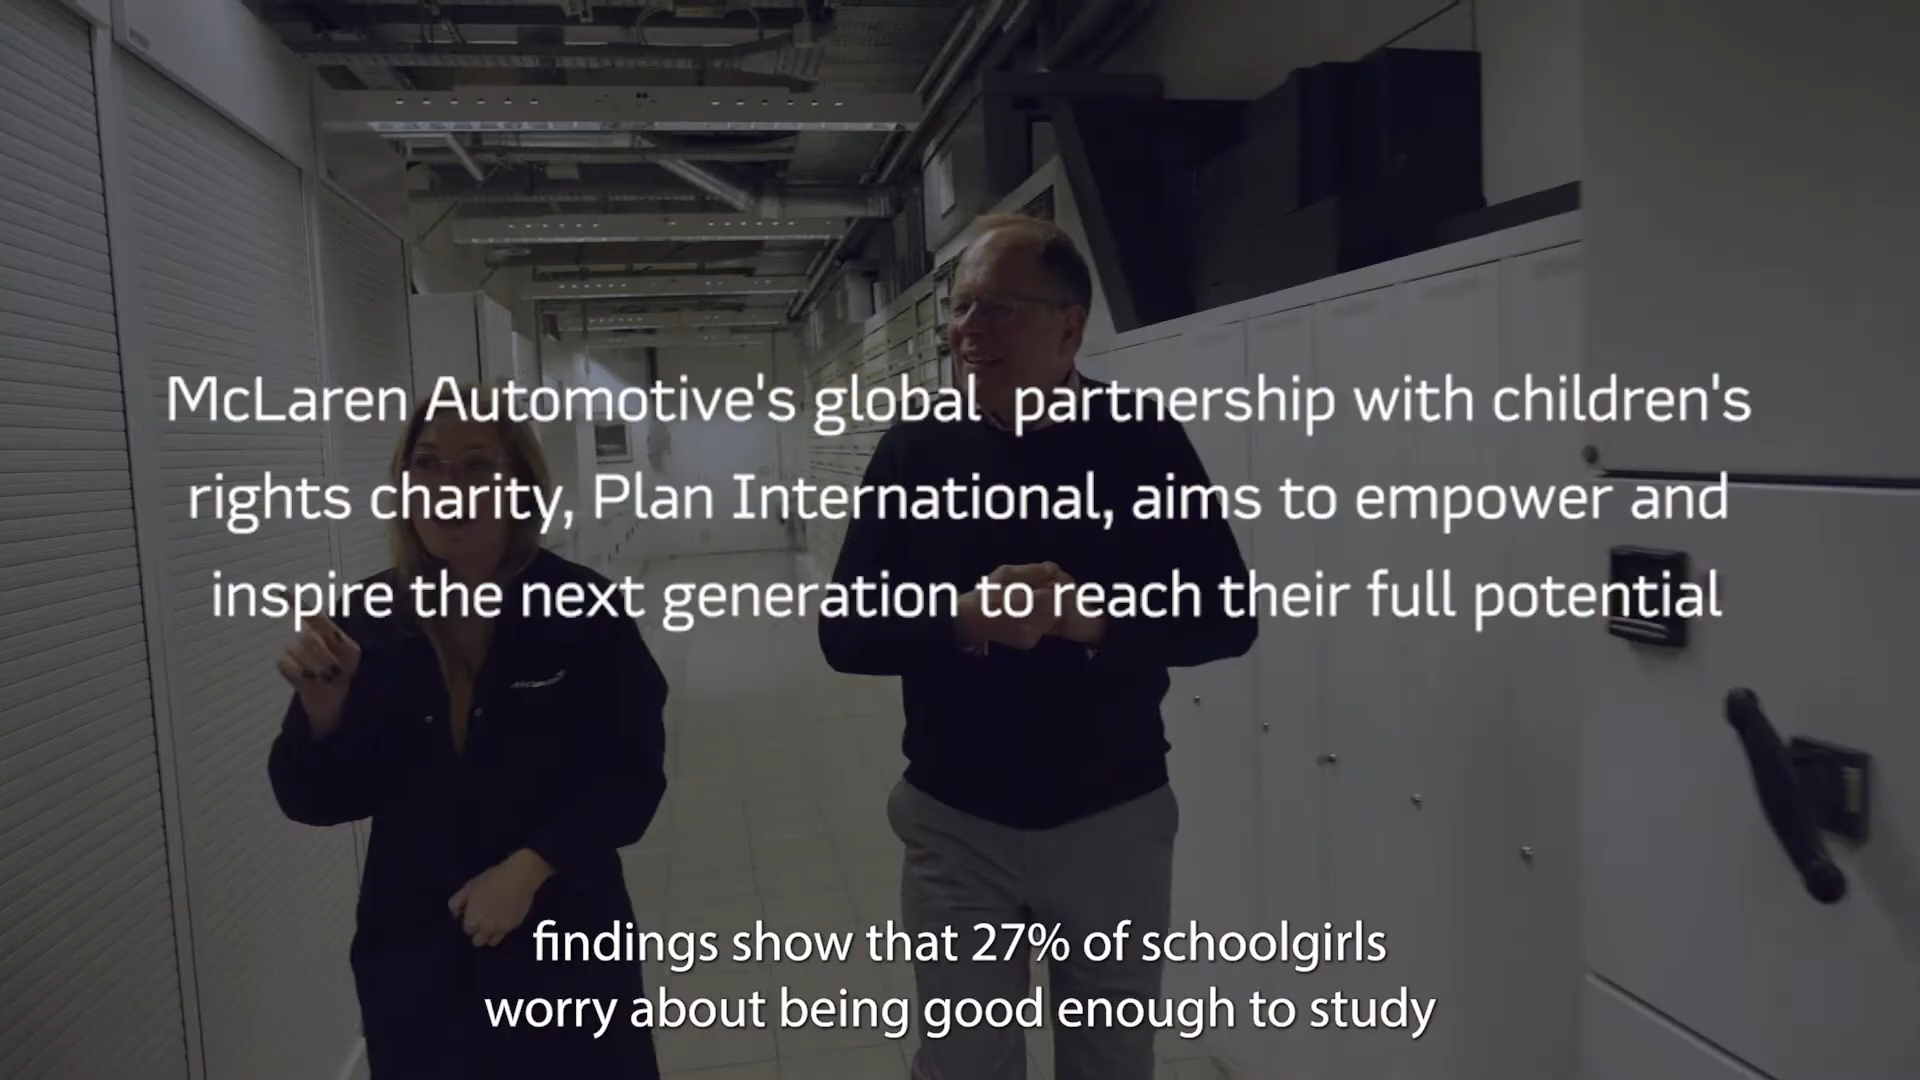 McLaren Automotive's global partnership with children's
rights charity, Plan International, aims to empower and
inspire the next generation to reach their full potential
findings show that 27% of schoolgirls
worry about being good enough to study